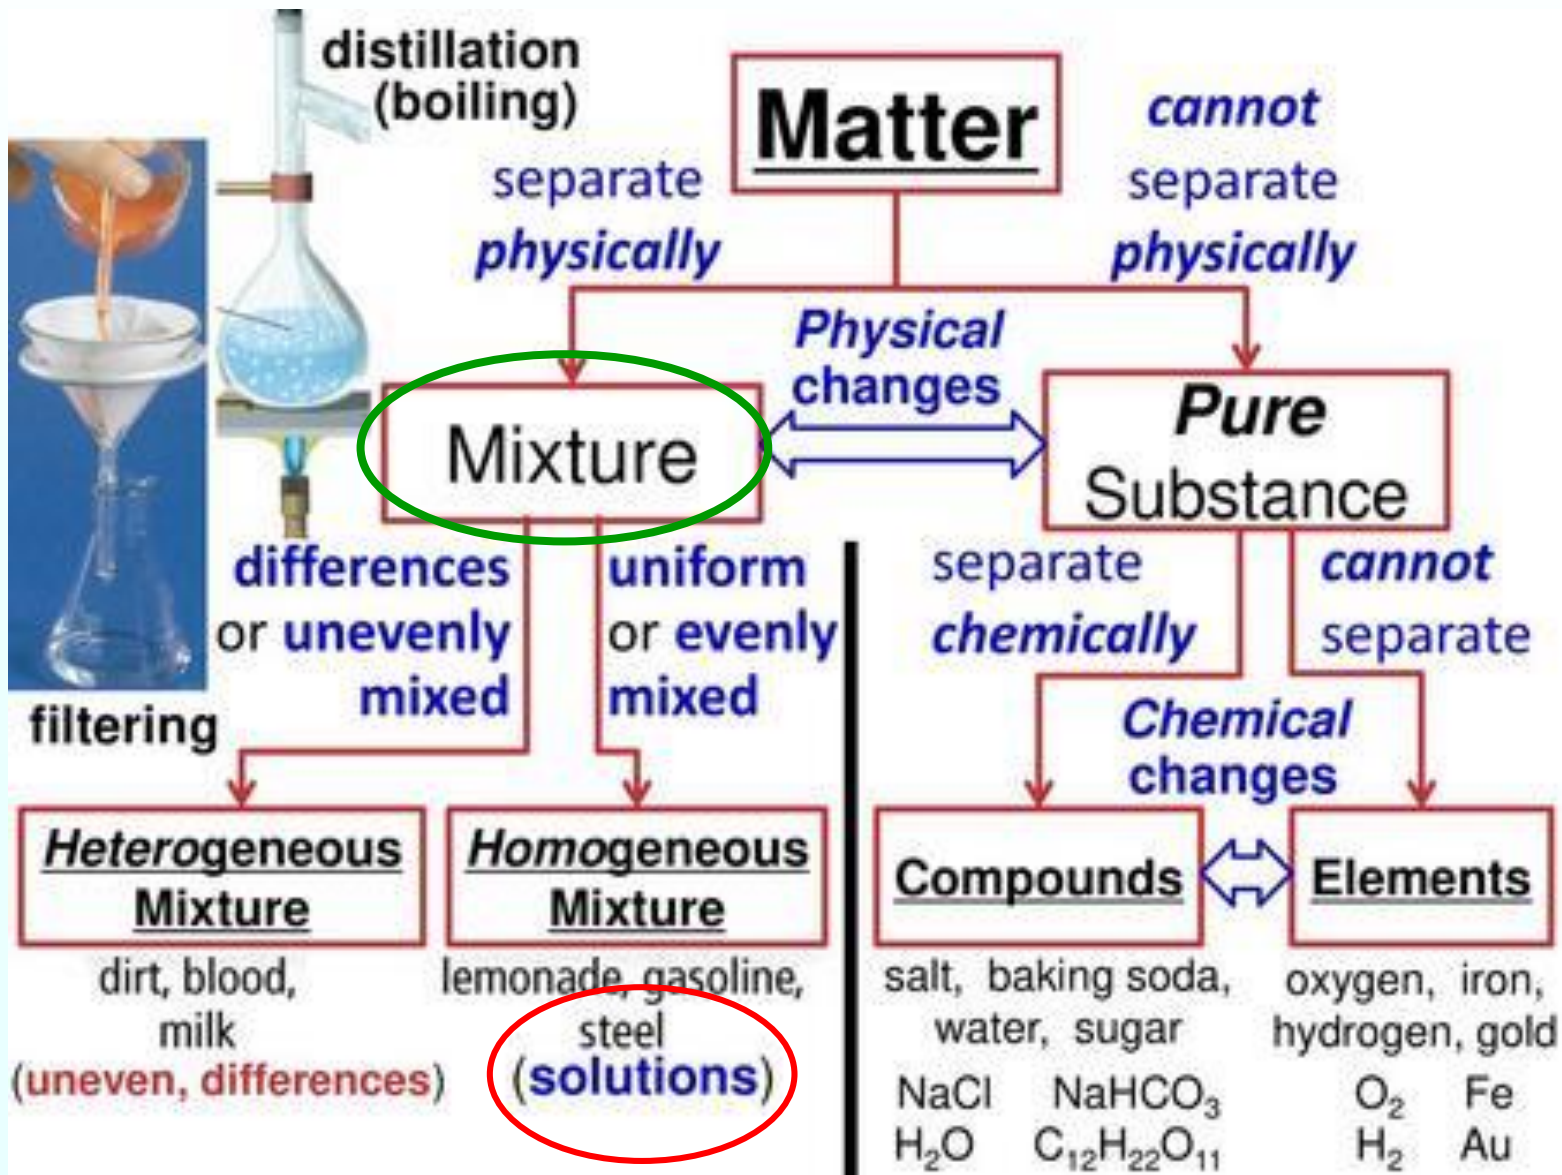 distillation
(boiling)
Matter
separate
physically
cannot
separate
physically
Physical
changes
Mixture
Pure
Substance
differences
or unevenly
mixed
uniform
or evenly
mixed
separate
chemically
cannot
separate
filtering
Chemical
changes
Heterogeneous
Mixture
Homogeneous
Mixture
Compounds
Elements
dirt, blood,
milk
(uneven, differences)
lemonade, gasoline,
steel
(solutions)
salt, baking soda,
water, sugar
NaCl NaHCO₃
H₂O C₁₂H₂₂O₁₁
oxygen, iron,
hydrogen, gold
O₂ Fe
H₂ Au